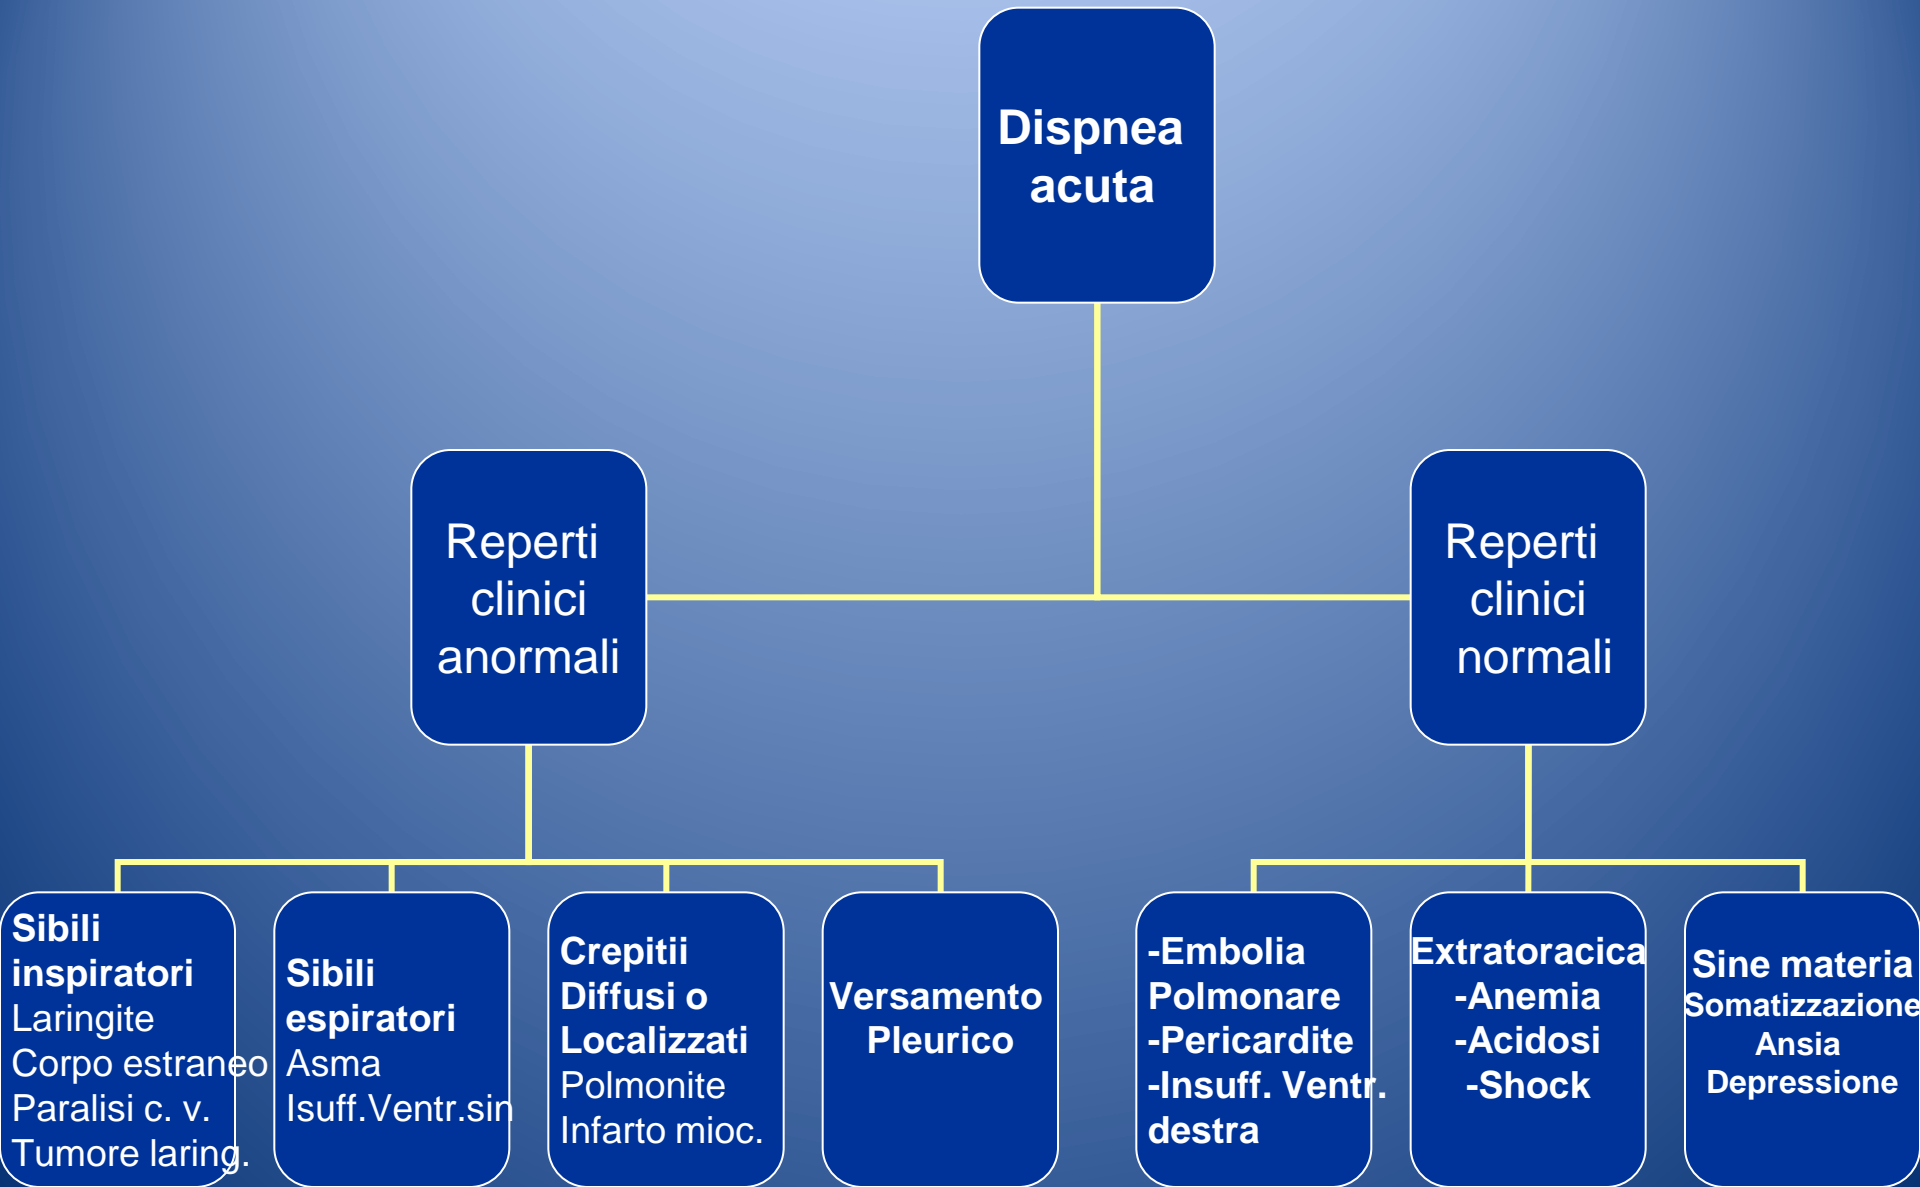 Dispnea
acuta
Reperti
clinici
anormali
Reperti
clinici
normali
Sibili
inspiratori
Laringite
Corpo estraneo
Paralisi c. v.
Tumore laring.
Sibili
espiratori
Asma
Isuff.Ventr.sin
Crepitii
Diffusi o
Localizzati
Polmonite
Infarto mioc.
Versamento
Pleurico
-Embolia
Polmonare
-Pericardite
-Insuff. Ventr.
destra
Extratoracica
-Anemia
-Acidosi
-Shock
Sine materia
Somatizzazione
Ansia
Depressione